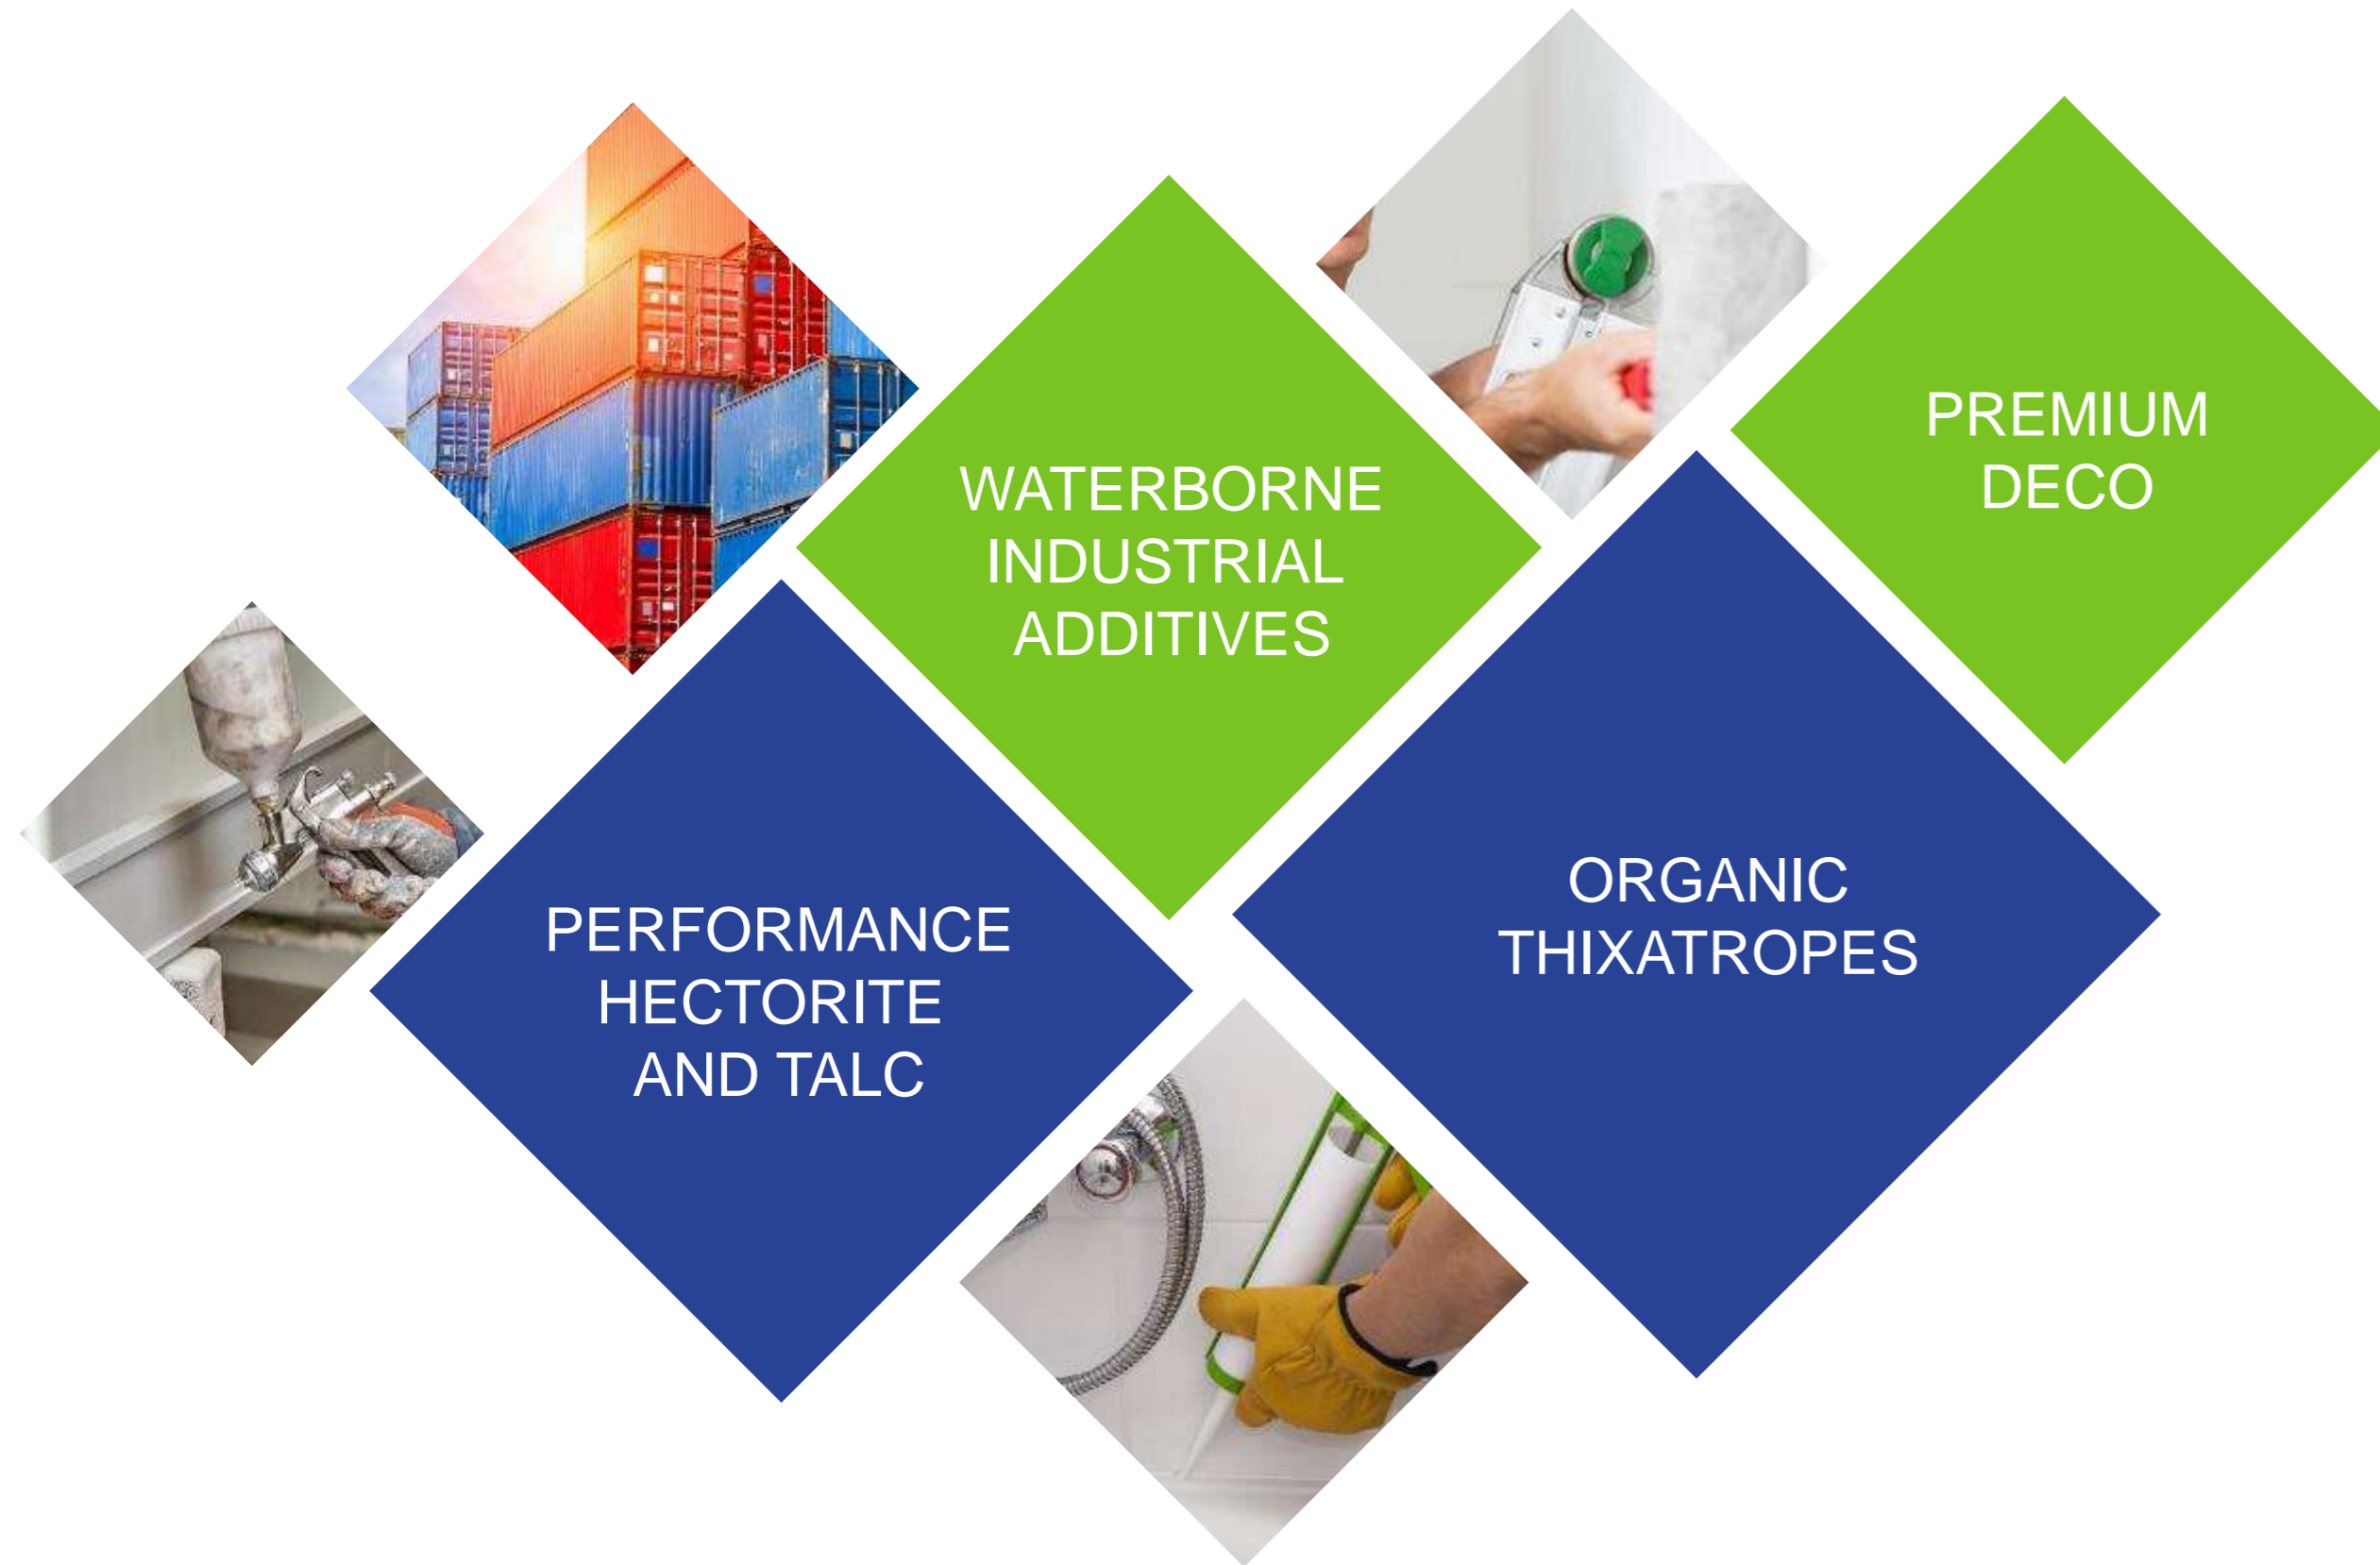 PREMIUM
DECO
WATERBORNE
INDUSTRIAL
ADDITIVES
ORGANIC
THIXATROPES
PERFORMANCE
HECTORITE
AND TALC